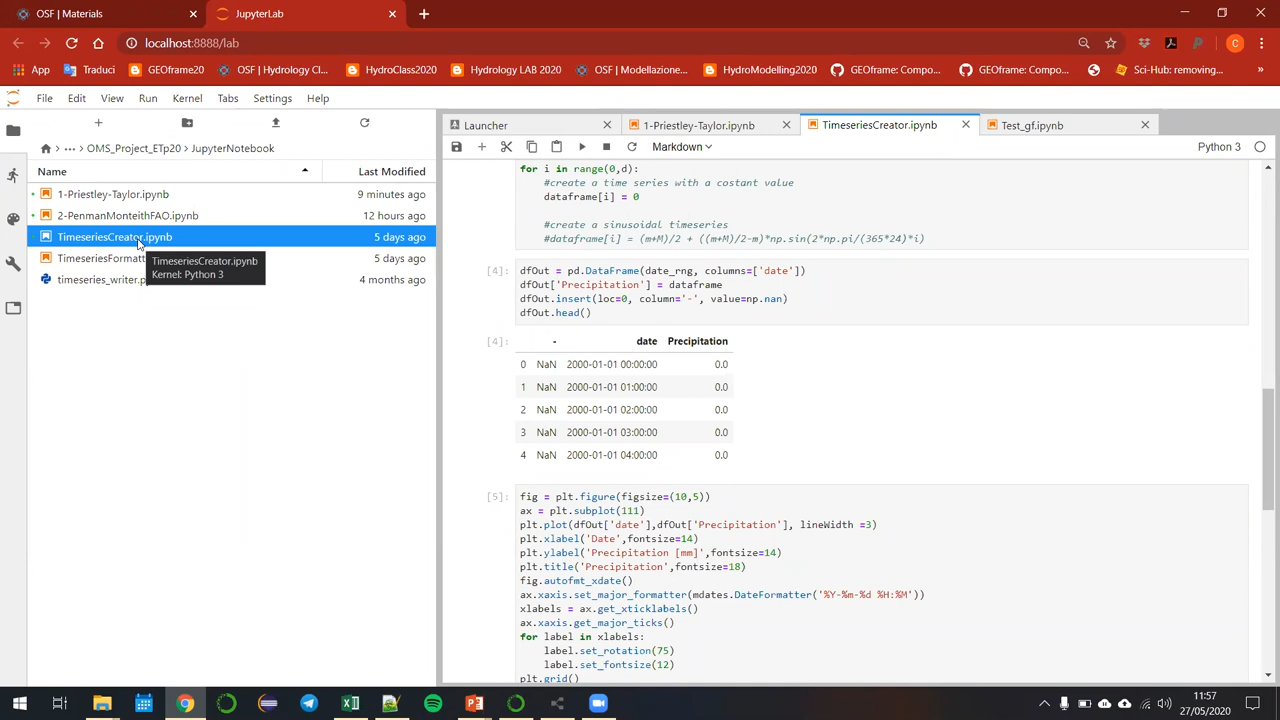 OSF | Materials
JupyterLab
localhost:8888/lab
App
Traduci
GEOframe20
OSF | Hydrology Cl...
HydroClass2020
Hydrology LAB 2020
OSF | Modellazione...
HydroModelling2020
GEOframe: Compo...
GEOframe: Compo...
Sci-Hub: removing...
»
File Edit View Run Kernel Tabs Settings Help
Launcher
1-Priestley-Taylor.ipynb
TimeseriesCreator.ipynb
Test_gf.ipynb
Markdown
Python 3
··· > OMS_Project_ETp20 > JupyterNotebook
Name Last Modified
1-Priestley-Taylor.ipynb 9 minutes ago
2-PenmanMonteithFAO.ipynb 12 hours ago
TimeseriesCreator.ipynb 5 days ago
TimeseriesFormatt 5 days ago
timeseries_writer.p 4 months ago
TimeseriesCreator.ipynb
Kernel: Python 3
for i in range(0,d):
#create a time series with a costant value
dataframe[i] = 0
#create a sinusoidal timeseries
#dataframe[i] = (m+M)/2 + ((m+M)/2-m)*np.sin(2*np.pi/(365*24)*i)
[4]: dfOut = pd.DataFrame(date_rng, columns=['date'])
dfOut['Precipitation'] = dataframe
dfOut.insert(loc=0, column='-', value=np.nan)
dfOut.head()
[4]: - date Precipitation
0 NaN 2000-01-01 00:00:00 0.0
1 NaN 2000-01-01 01:00:00 0.0
2 NaN 2000-01-01 02:00:00 0.0
3 NaN 2000-01-01 03:00:00 0.0
4 NaN 2000-01-01 04:00:00 0.0
[5]: fig = plt.figure(figsize=(10,5))
ax = plt.subplot(111)
plt.plot(dfOut['date'],dfOut['Precipitation'], lineWidth =3)
plt.xlabel('Date',fontsize=14)
plt.ylabel('Precipitation [mm]',fontsize=14)
plt.title('Precipitation',fontsize=18)
fig.autofmt_xdate()
ax.xaxis.set_major_formatter(mdates.DateFormatter('%Y-%m-%d %H:%M'))
xlabels = ax.get_xticklabels()
ax.xaxis.get_major_ticks()
for label in xlabels:
label.set_rotation(75)
label.set_fontsize(12)
plt.grid()
11:57
27/05/2020